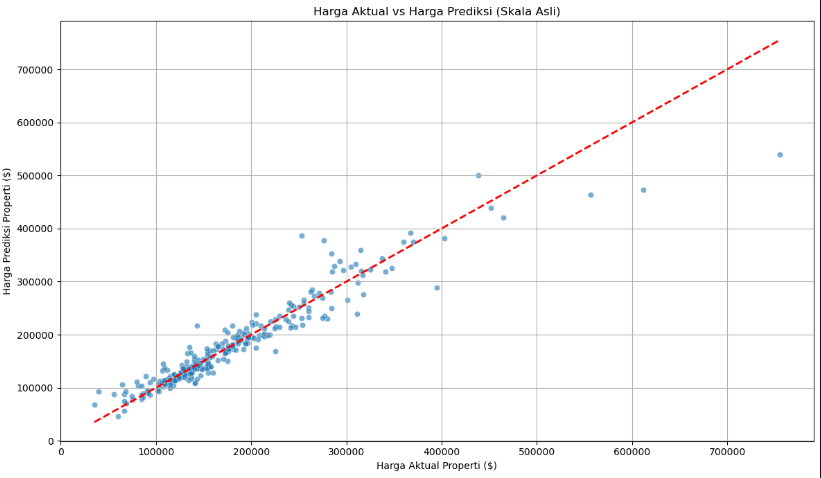 Harga Aktual vs Harga Prediksi (Skala Asli)
Harga Prediksi Properti ($)
700000
600000
500000
400000
300000
200000
100000
0
0 100000 200000 300000 400000 500000 600000 700000
Harga Aktual Properti ($)